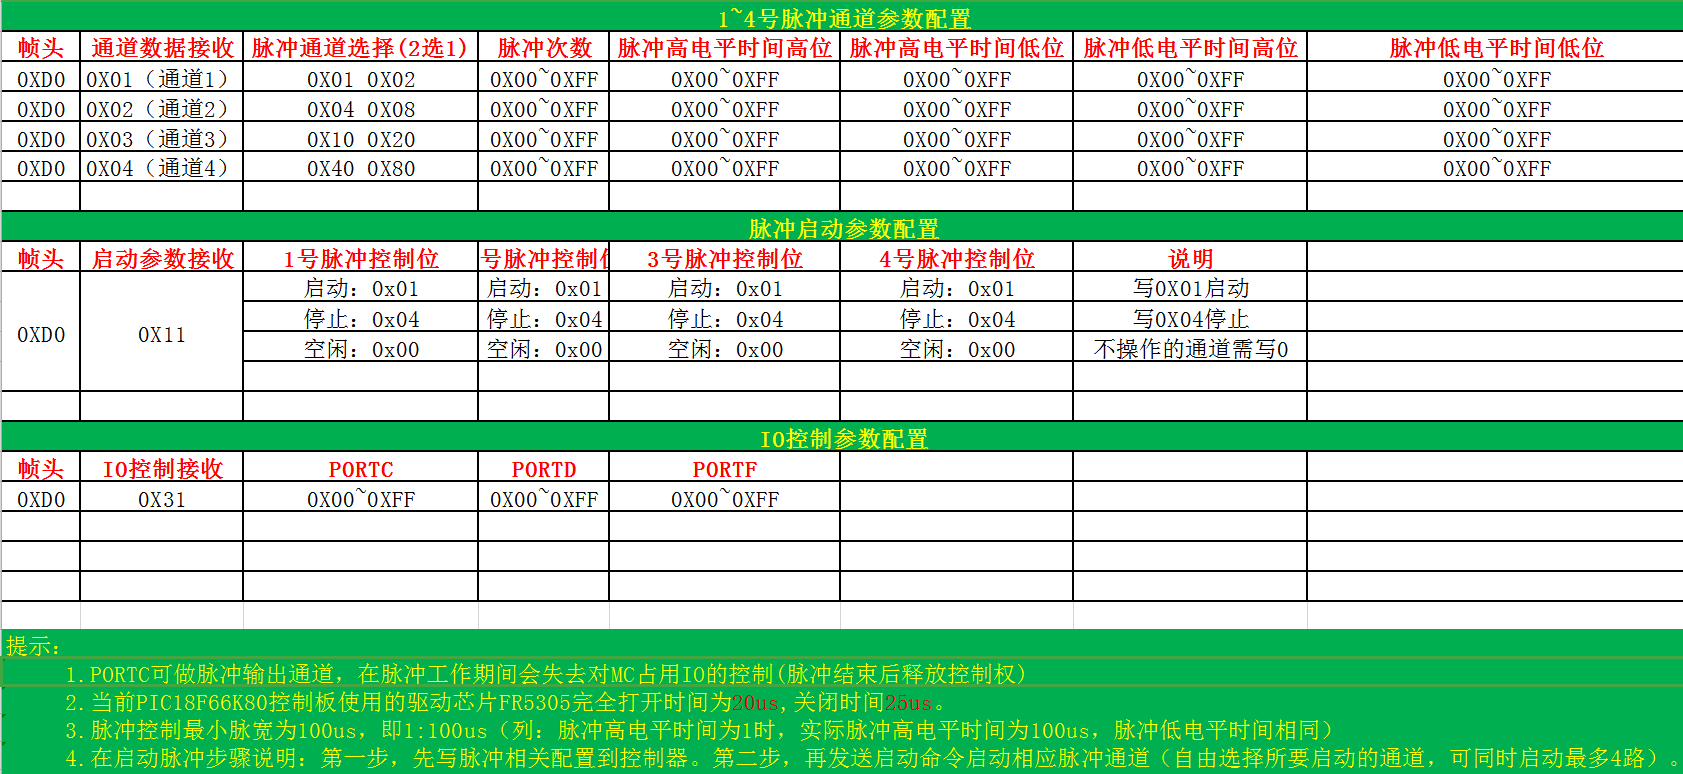 1~4号脉冲通道参数配置
帧头 通道数据接收 脉冲通道选择(2选1) 脉冲次数 脉冲高电平时间高位 脉冲高电平时间低位 脉冲低电平时间高位 脉冲低电平时间低位
0XD0 0X01（通道1） 0X01 0X02 0X00~0XFF 0X00~0XFF 0X00~0XFF 0X00~0XFF 0X00~0XFF
0XD0 0X02（通道2） 0X04 0X08 0X00~0XFF 0X00~0XFF 0X00~0XFF 0X00~0XFF 0X00~0XFF
0XD0 0X03（通道3） 0X10 0X20 0X00~0XFF 0X00~0XFF 0X00~0XFF 0X00~0XFF 0X00~0XFF
0XD0 0X04（通道4） 0X40 0X80 0X00~0XFF 0X00~0XFF 0X00~0XFF 0X00~0XFF 0X00~0XFF
脉冲启动参数配置
帧头 启动参数接收 1号脉冲控制位 号脉冲控制 3号脉冲控制位 4号脉冲控制位 说明
启动：0x01 启动：0x01 启动：0x01 启动：0x01 写0X01启动
0XD0 0X11 停止：0x04 停止：0x04 停止：0x04 停止：0x04 写0X04停止
空闲：0x00 空闲：0x00 空闲：0x00 空闲：0x00 不操作的通道需写0
IO控制参数配置
帧头 IO控制接收 PORTC PORTD PORTF
0XD0 0X31 0X00~0XFF 0X00~0XFF 0X00~0XFF
提示：
1.PORTC可做脉冲输出通道，在脉冲工作期间会失去对MC占用IO的控制(脉冲结束后释放控制权)
2.当前PIC18F66K80控制板使用的驱动芯片FR5305完全打开时间为20us,关闭时间25us。
3.脉冲控制最小脉宽为100us，即1:100us（列：脉冲高电平时间为1时，实际脉冲高电平时间为100us，脉冲低电平时间相同）
4.在启动脉冲步骤说明：第一步，先写脉冲相关配置到控制器。第二步，再发送启动命令启动相应脉冲通道（自由选择所要启动的通道，可同时启动最多4路）。